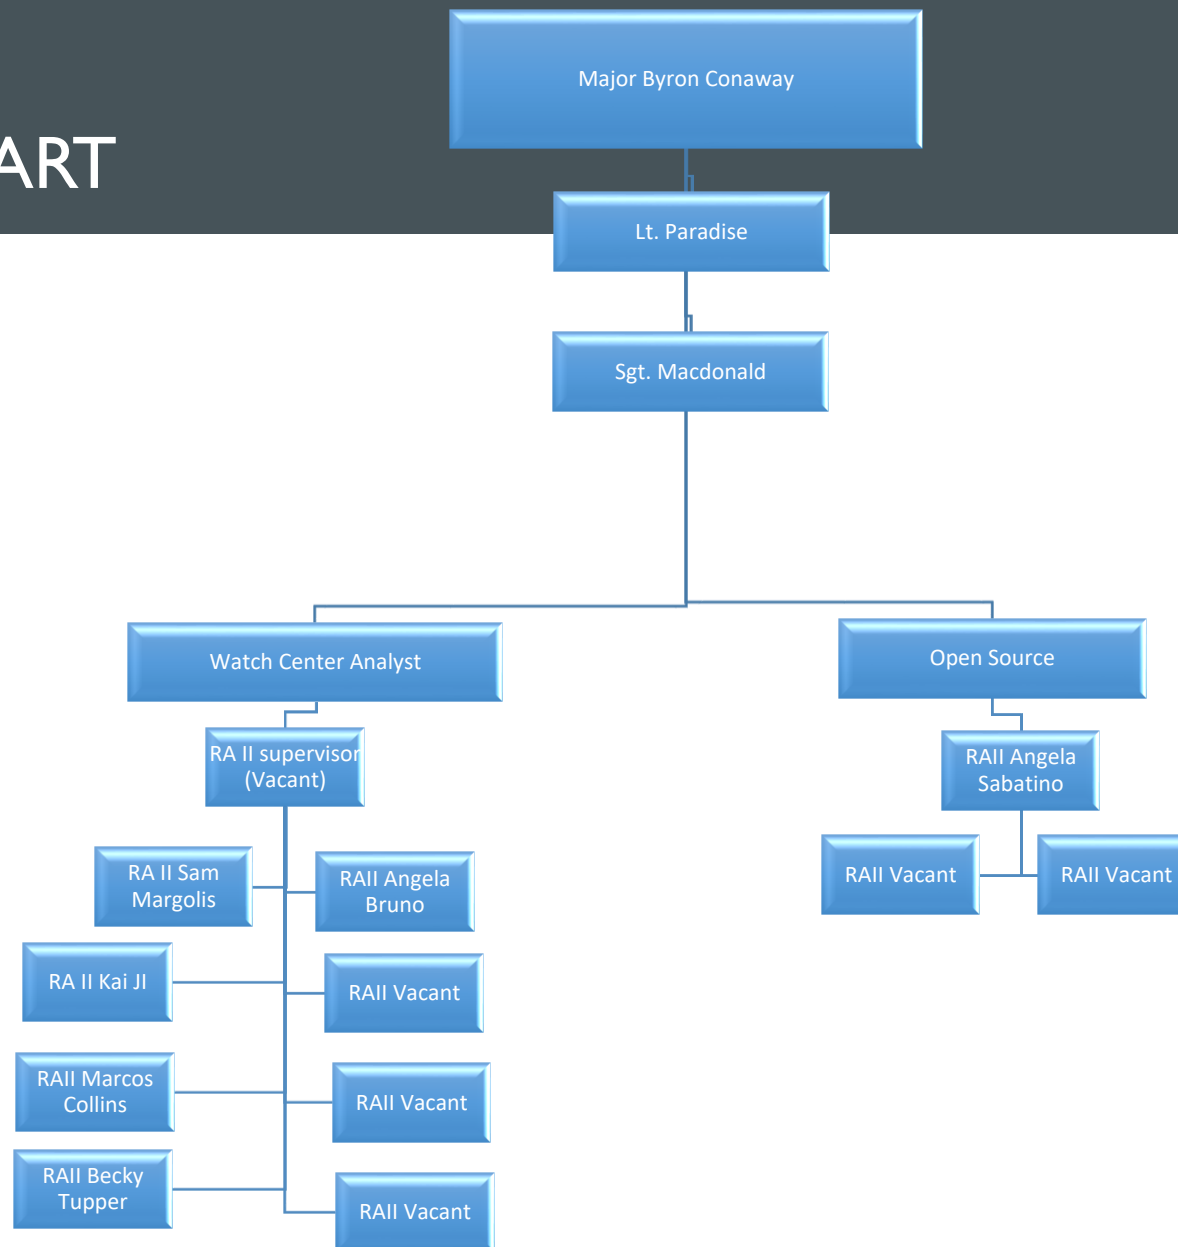 ART
Major Byron Conaway
Lt. Paradise
Sgt. Macdonald
Watch Center Analyst
Open Source
RA II supervisor
(Vacant)
RAII Angela
Sabatino
RA II Sam
Margolis
RAII Angela
Bruno
RAII Vacant
RAII Vacant
RA II Kai JI
RAII Vacant
RAII Marcos
Collins
RAII Vacant
RAII Becky
Tupper
RAII Vacant